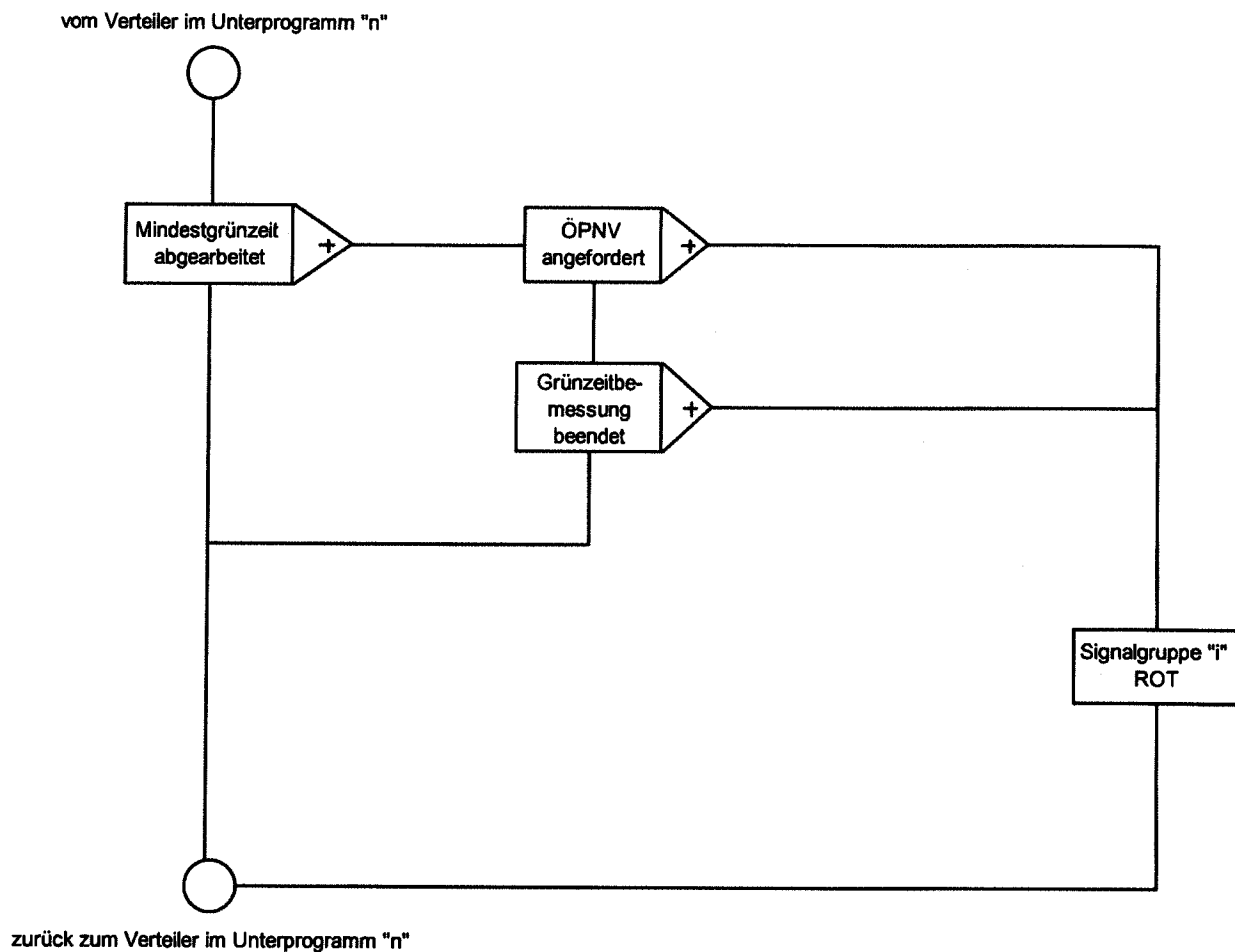 vom Verteiler im Unterprogramm "n"
Mindestgrünzeit
abgearbeitet
+
ÖPNV
angefordert
+
Grünzeitbe-
messung
beendet
+
Signalgruppe "i"
ROT
zurück zum Verteiler im Unterprogramm "n"